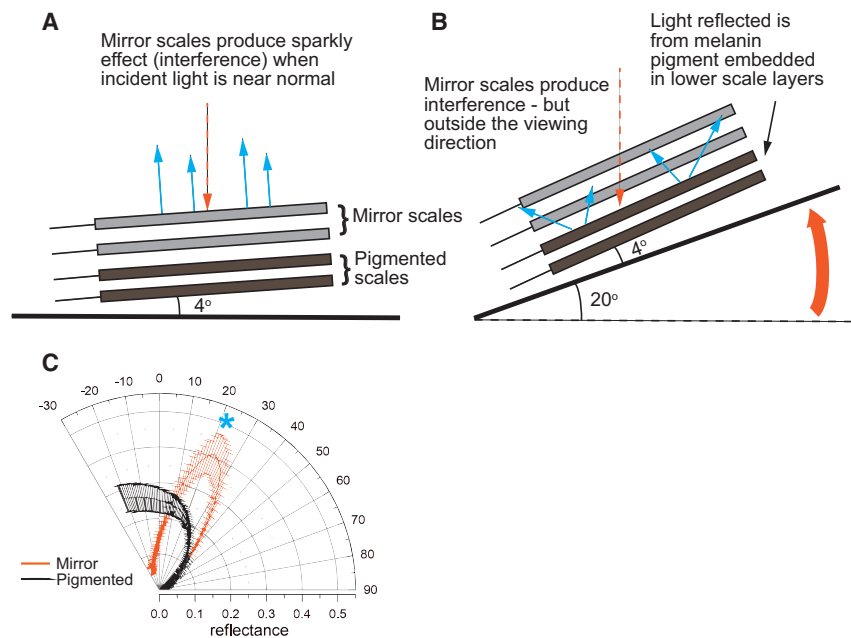 A
Mirror scales produce sparkly
effect (interference) when
incident light is near normal
Mirror scales
Pigmented
scales
4°
B
Light reflected is
from melanin
pigment embedded
in lower scale layers
Mirror scales produce
interference - but
outside the viewing
direction
4°
20°
C
-30 -20 -10 0 10 20 30 40 50 60 70 80 90
*
Mirror
Pigmented
0.0 0.1 0.2 0.3 0.4 0.5
reflectance